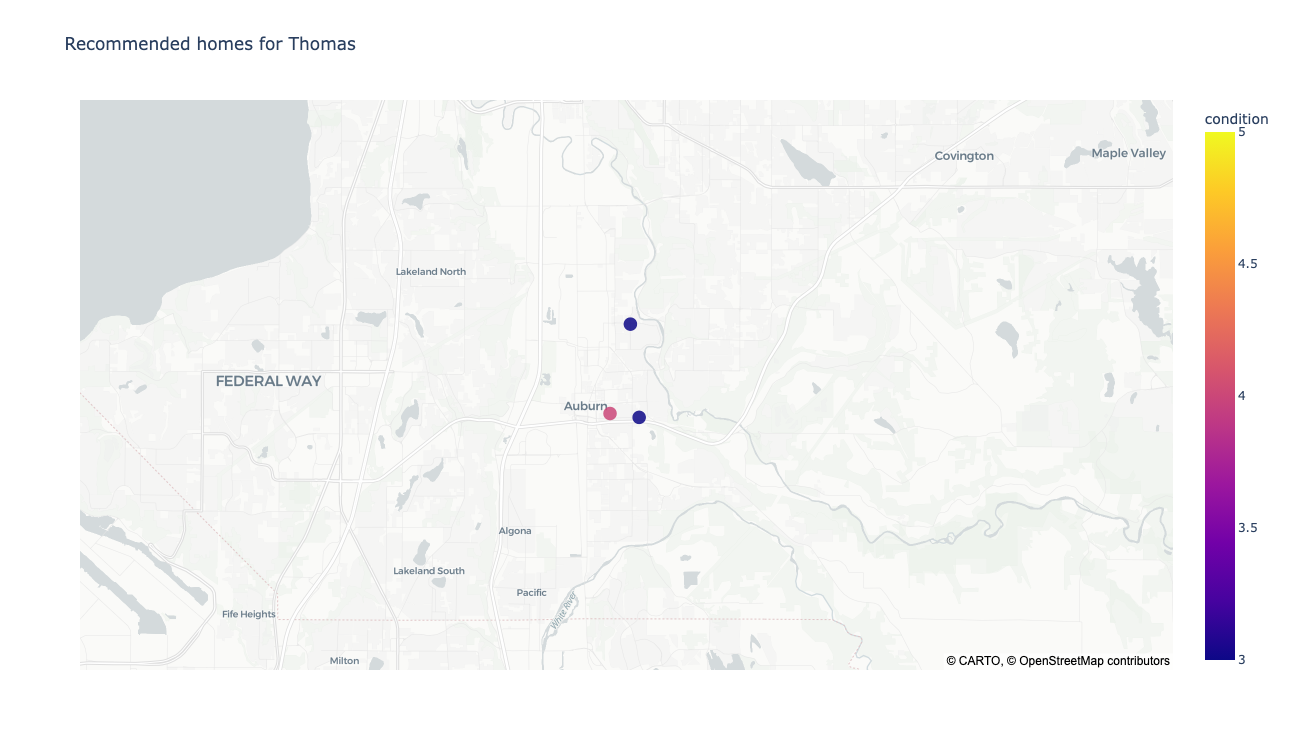 Recommended homes for Thomas
condition
5
Covington
Maple Valley
4.5
Lakeland North
FEDERAL WAY
4
Auburn
3.5
Algona
Lakeland South
Pacific
White River
Fife Heights
Milton
© CARTO, © OpenStreetMap contributors
3